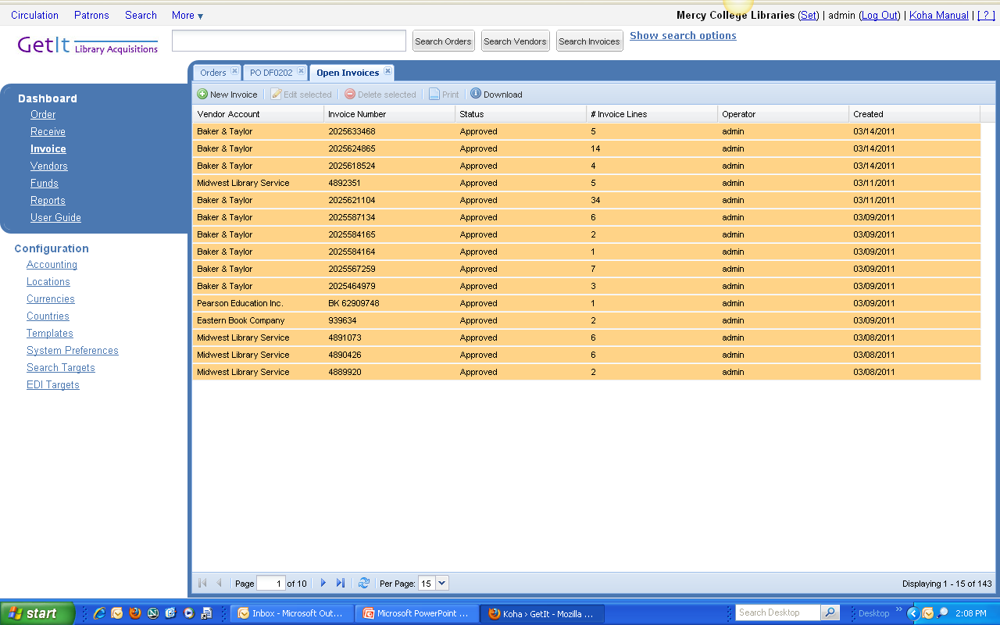 Circulation Patrons Search More ▼ Mercy College Libraries (Set) | admin (Log Out) | Koha Manual | [ ? ]
GetIt Library Acquisitions Search Orders Search Vendors Search Invoices Show search options
Orders PO DF0202 Open Invoices
New Invoice Edit selected Delete selected Print Download
Dashboard
Order
Receive
Invoice
Vendors
Funds
Reports
User Guide
Configuration
Accounting
Locations
Currencies
Countries
Templates
System Preferences
Search Targets
EDI Targets
Vendor Account Invoice Number Status # Invoice Lines Operator Created
Baker & Taylor 2025633468 Approved 5 admin 03/14/2011
Baker & Taylor 2025624865 Approved 14 admin 03/14/2011
Baker & Taylor 2025618524 Approved 4 admin 03/14/2011
Midwest Library Service 4892351 Approved 5 admin 03/11/2011
Baker & Taylor 2025621104 Approved 34 admin 03/11/2011
Baker & Taylor 2025587134 Approved 6 admin 03/09/2011
Baker & Taylor 2025584165 Approved 2 admin 03/09/2011
Baker & Taylor 2025584164 Approved 1 admin 03/09/2011
Baker & Taylor 2025567259 Approved 7 admin 03/09/2011
Baker & Taylor 2025464979 Approved 3 admin 03/09/2011
Pearson Education Inc. BK 62909748 Approved 1 admin 03/09/2011
Eastern Book Company 939634 Approved 2 admin 03/09/2011
Midwest Library Service 4891073 Approved 6 admin 03/08/2011
Midwest Library Service 4890426 Approved 6 admin 03/08/2011
Midwest Library Service 4889920 Approved 2 admin 03/08/2011
Page 1 of 10 Per Page: 15 Displaying 1 - 15 of 143
start Inbox - Microsoft Out... Microsoft PowerPoint ... Koha › GetIt - Mozilla ... Search Desktop Desktop » 2:08 PM